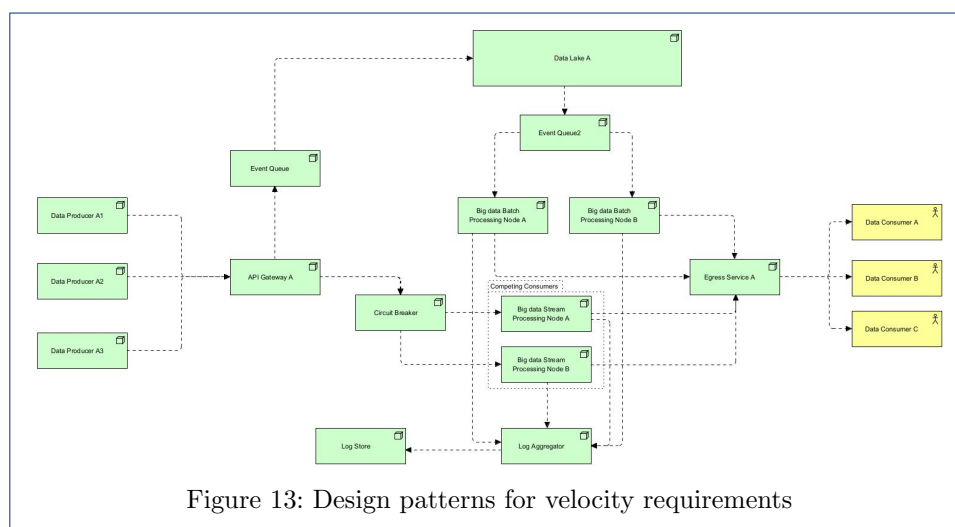 Data Lake A
Event Queue2
Event Queue
Data Producer A1
Big data Batch
Processing Node A
Big data Batch
Processing Node B
Data Consumer A
Data Producer A2
API Gateway A
Egress Service A
Data Consumer B
Competing Consumers
Circuit Breaker
Big data Stream
Processing Node A
Data Consumer C
Data Producer A3
Big data Stream
Processing Node B
Log Store
Log Aggregator
Figure 13: Design patterns for velocity requirements